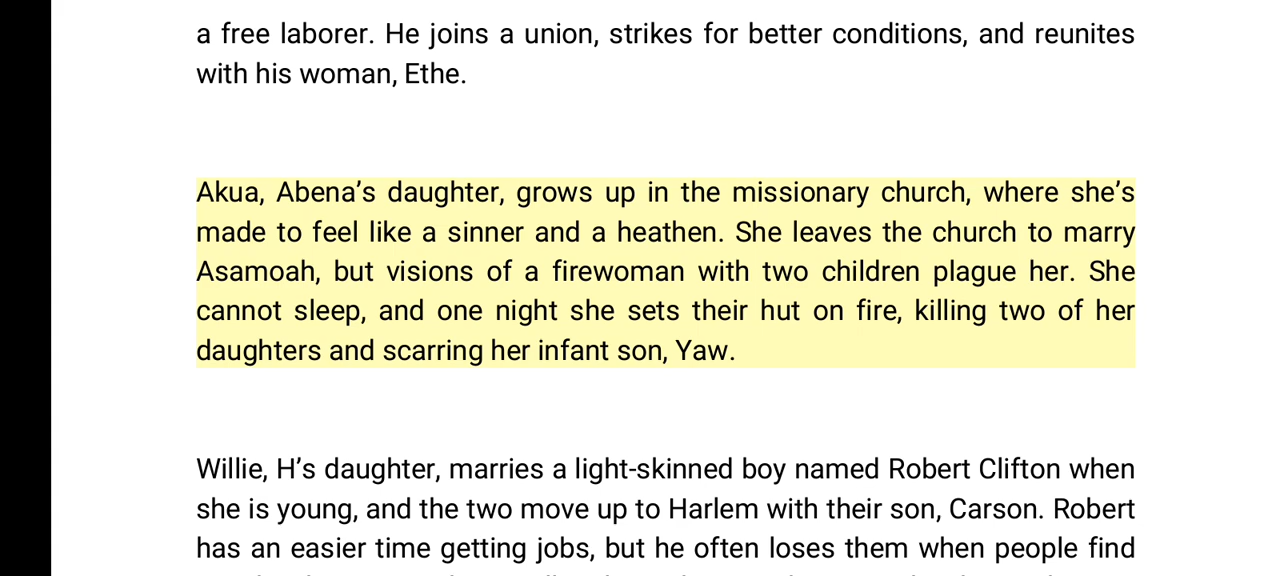 a free laborer. He joins a union, strikes for better conditions, and reunites
with his woman, Ethe.
Akua, Abena’s daughter, grows up in the missionary church, where she’s
made to feel like a sinner and a heathen. She leaves the church to marry
Asamoah, but visions of a firewoman with two children plague her. She
cannot sleep, and one night she sets their hut on fire, killing two of her
daughters and scarring her infant son, Yaw.
Willie, H’s daughter, marries a light-skinned boy named Robert Clifton when
she is young, and the two move up to Harlem with their son, Carson. Robert
has an easier time getting jobs, but he often loses them when people find